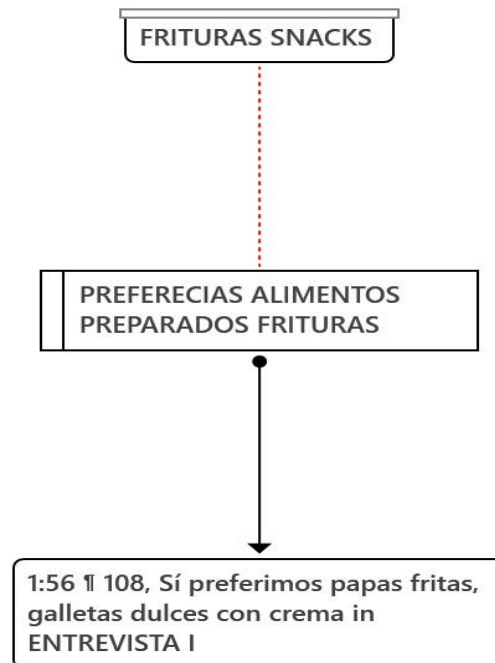 FRITURAS SNACKS
PREFERECIAS ALIMENTOS
PREPARADOS FRITURAS
1:56 ¶ 108, Sí preferimos papas fritas,
galletas dulces con crema in
ENTREVISTA I